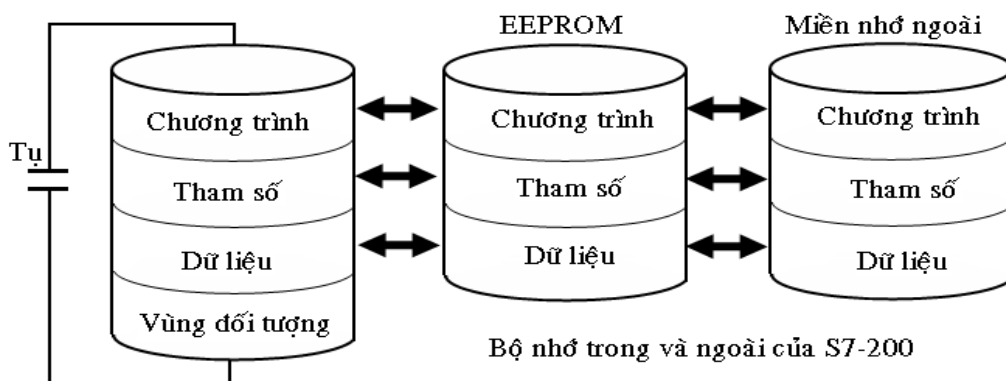 EEPROM
Miền nhớ ngoài
Tụ
Chương trình
Chương trình
Chương trình
Tham số
Tham số
Tham số
Dữ liệu
Dữ liệu
Dữ liệu
Vùng đối tượng
Bộ nhớ trong và ngoài của S7-200